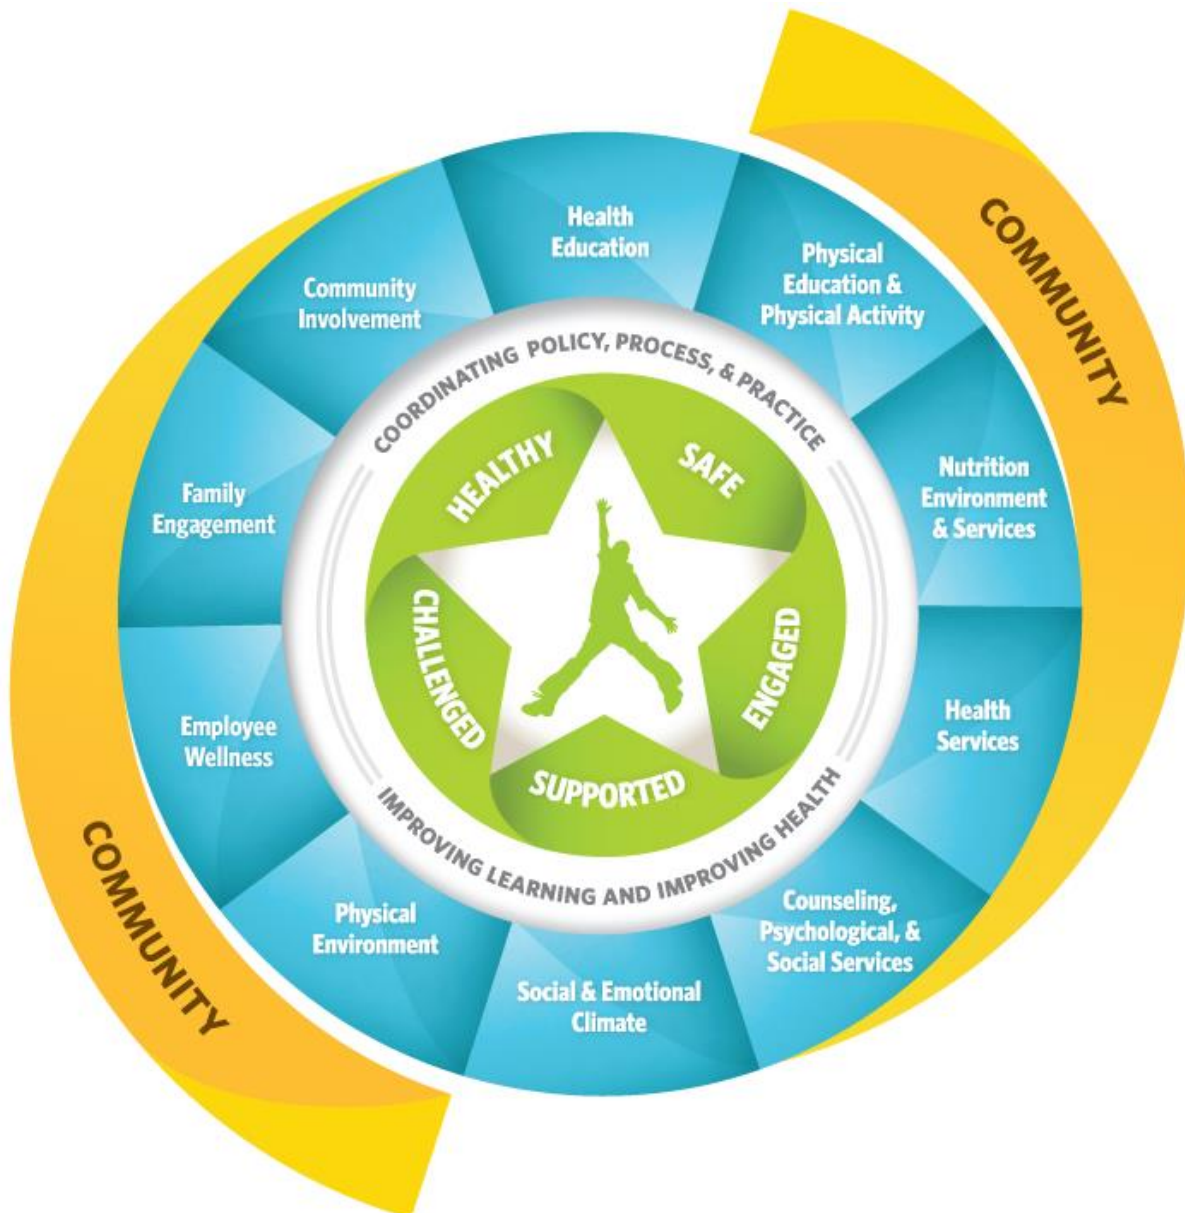 COMMUNITY
Health
Education
Physical
Education &
Physical Activity
Nutrition
Environment
& Services
Health
Services
Counseling,
Psychological, &
Social Services
Social & Emotional
Climate
Physical
Environment
Employee
Wellness
Family
Engagement
Community
Involvement
COORDINATING POLICY, PROCESS, & PRACTICE
IMPROVING LEARNING AND IMPROVING HEALTH
HEALTHY
SAFE
ENGAGED
SUPPORTED
CHALLENGED
COMMUNITY